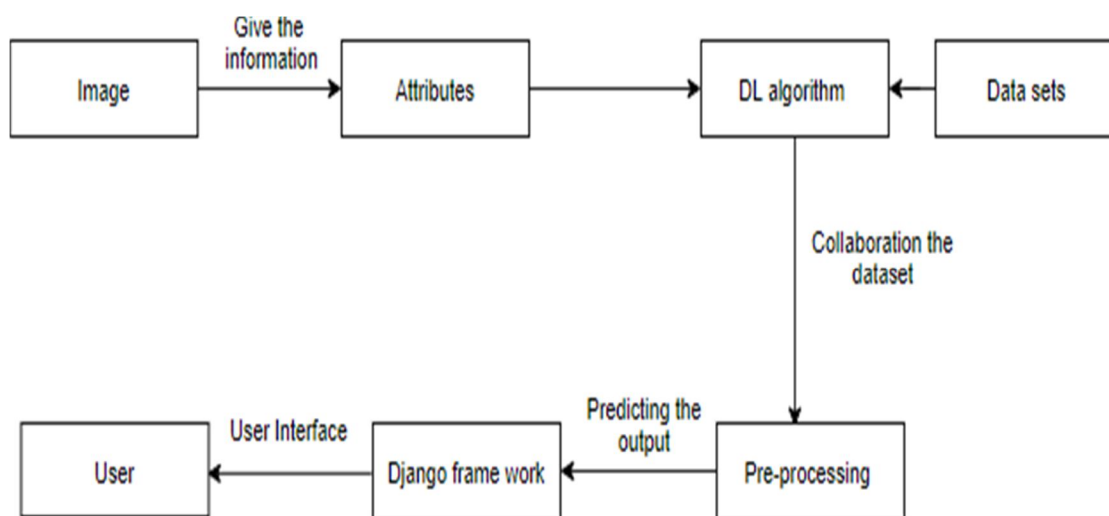 Give the
information
Image
Attributes
DL algorithm
Data sets
Collaboration the
dataset
Predicting the
output
User Interface
User
Django frame work
Pre-processing